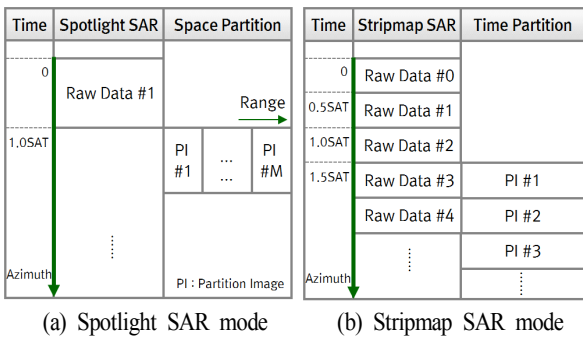 Time Spotlight SAR Space Partition
0
Raw Data #1
Range
1.0SAT
PI #1 ... ... PI #M
Azimuth
PI : Partition Image
(a) Spotlight SAR mode
Time Stripmap SAR Time Partition
0
Raw Data #0
0.5SAT
Raw Data #1
1.0SAT
Raw Data #2
1.5SAT
Raw Data #3 PI #1
Raw Data #4 PI #2
PI #3
Azimuth
(b) Stripmap SAR mode